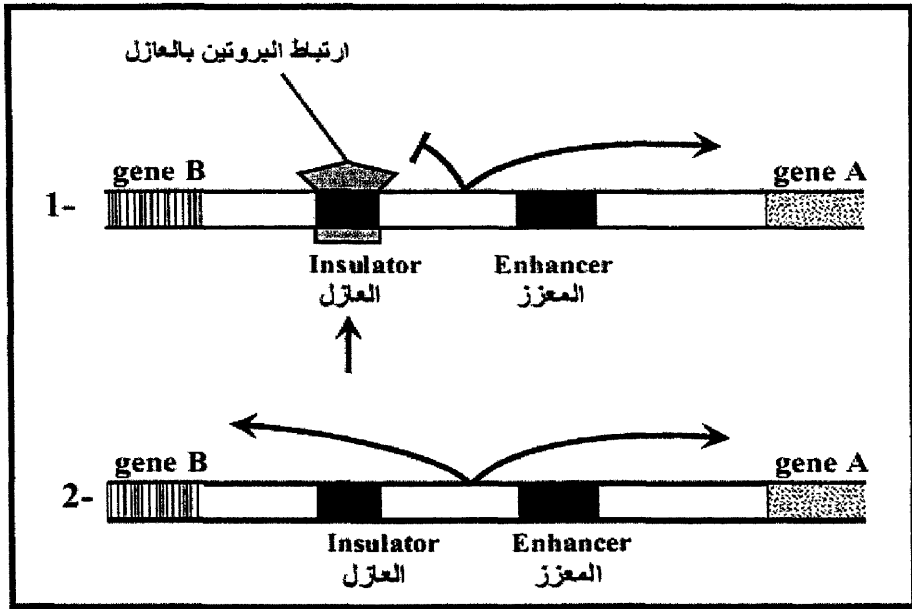 ارتباط البروتين بالعازل
gene B
gene A
1-
Insulator
Enhancer
العازل
المعزز
gene B
gene A
2-
Insulator
Enhancer
العازل
المعزز